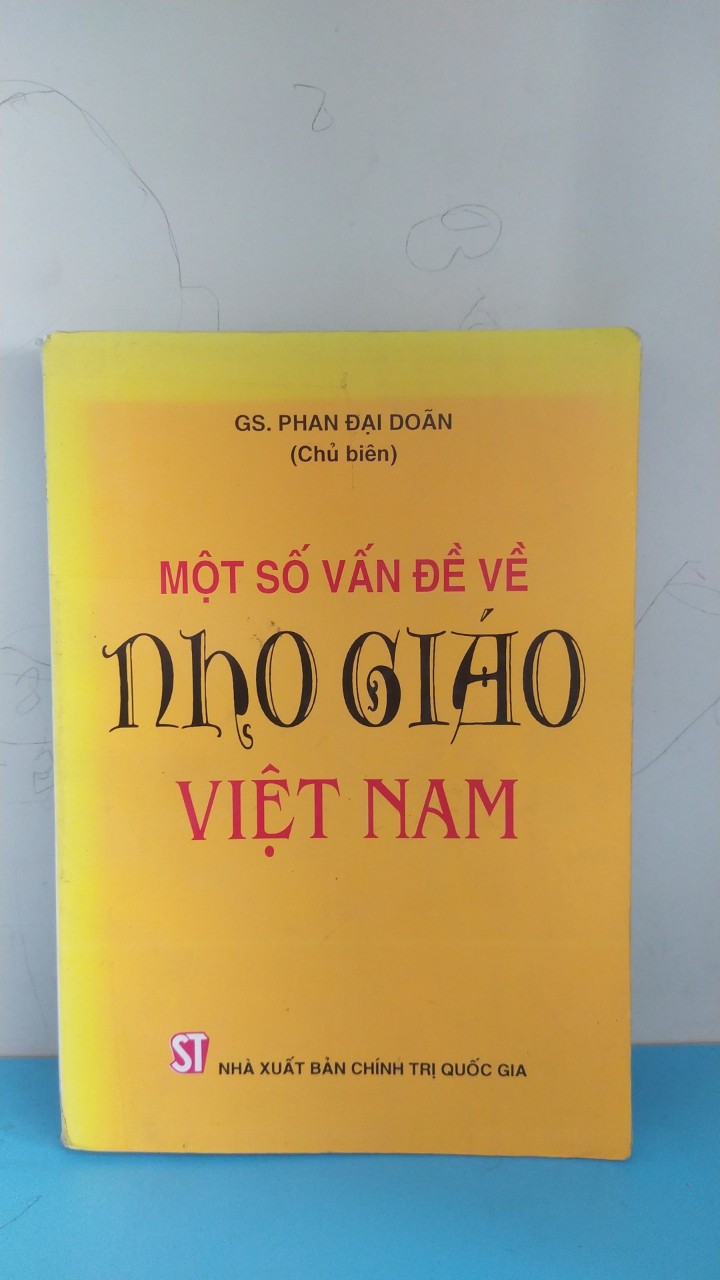 GS. PHAN ĐẠI DOÃN
(Chủ biên)
MỘT SỐ VẤN ĐỀ VỀ
NHO GIÁO
VIỆT NAM
ST NHÀ XUẤT BẢN CHÍNH TRỊ QUỐC GIA